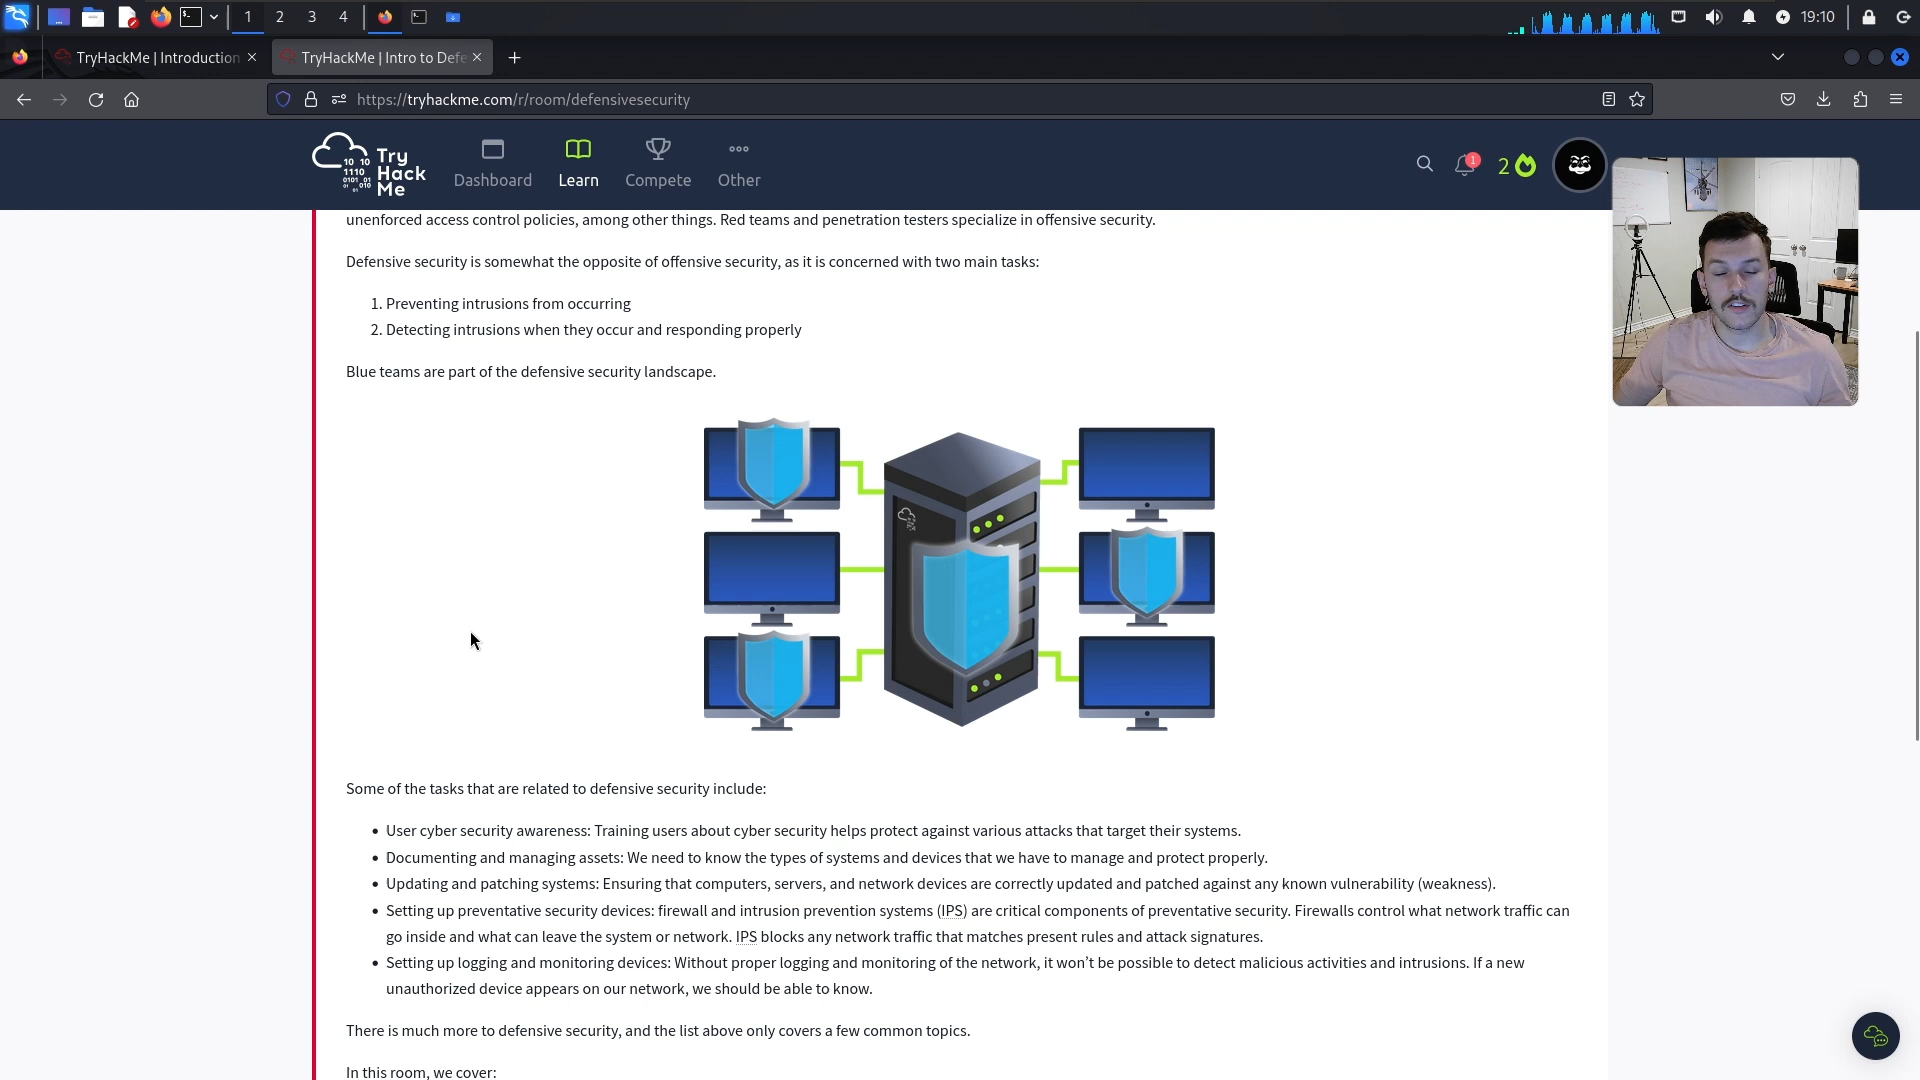 1 2 3 4 19:10
TryHackMe | Introduction TryHackMe | Intro to Defe
https://tryhackme.com/r/room/defensivesecurity
Try Hack Me
Dashboard Learn Compete Other 1 2
unenforced access control policies, among other things. Red teams and penetration testers specialize in offensive security.
Defensive security is somewhat the opposite of offensive security, as it is concerned with two main tasks:
1. Preventing intrusions from occurring
2. Detecting intrusions when they occur and responding properly
Blue teams are part of the defensive security landscape.
Some of the tasks that are related to defensive security include:
• User cyber security awareness: Training users about cyber security helps protect against various attacks that target their systems.
• Documenting and managing assets: We need to know the types of systems and devices that we have to manage and protect properly.
• Updating and patching systems: Ensuring that computers, servers, and network devices are correctly updated and patched against any known vulnerability (weakness).
• Setting up preventative security devices: firewall and intrusion prevention systems (IPS) are critical components of preventative security. Firewalls control what network traffic can
go inside and what can leave the system or network. IPS blocks any network traffic that matches present rules and attack signatures.
• Setting up logging and monitoring devices: Without proper logging and monitoring of the network, it won’t be possible to detect malicious activities and intrusions. If a new
unauthorized device appears on our network, we should be able to know.
There is much more to defensive security, and the list above only covers a few common topics.
In this room, we cover: